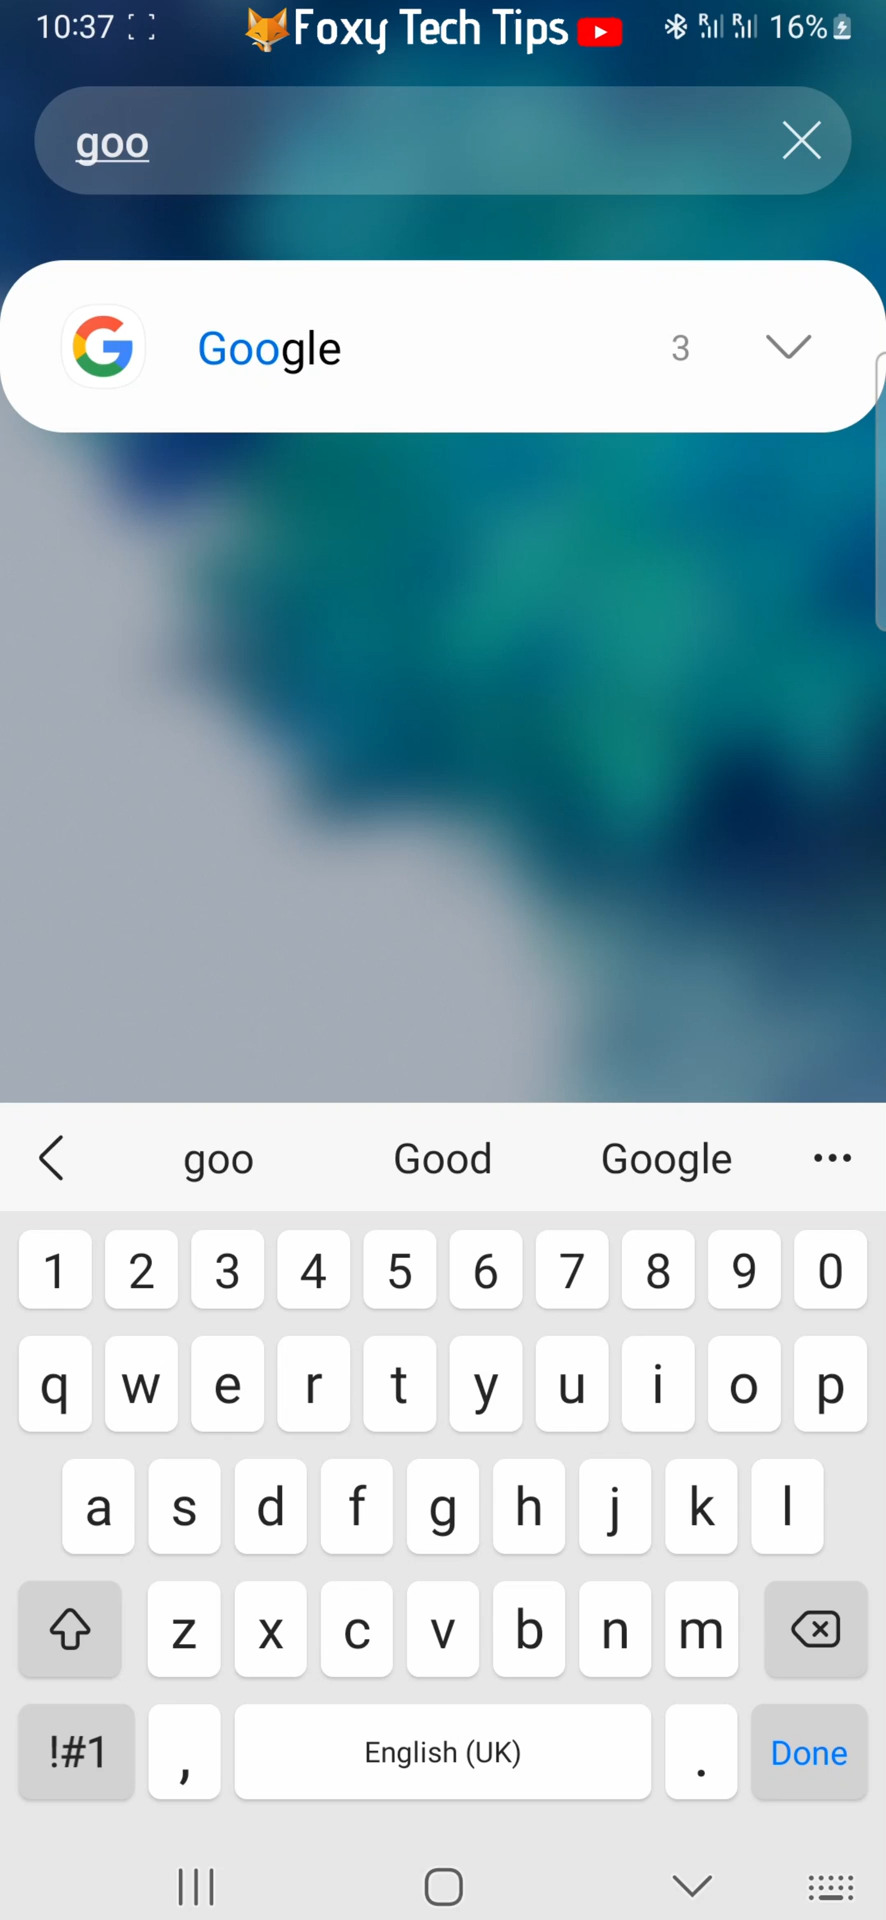 10:37 Foxy Tech Tips 16%
goo
Google 3
goo Good Google ...
1 2 3 4 5 6 7 8 9 0
q w e r t y u i o p
a s d f g h j k l
z x c v b n m
!#1 , English (UK) . Done